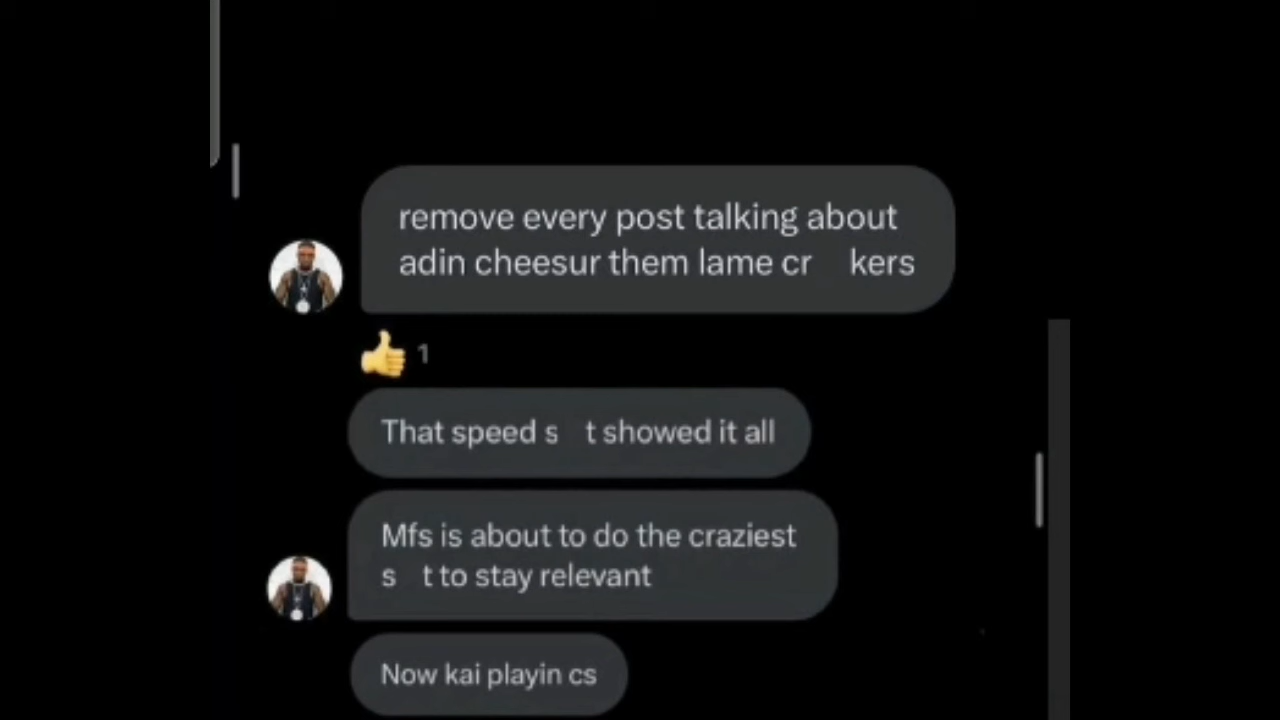 remove every post talking about
adin cheesur them lame cr kers
👍 1
That speed s t showed it all
Mfs is about to do the craziest
s t to stay relevant
Now kai playin cs